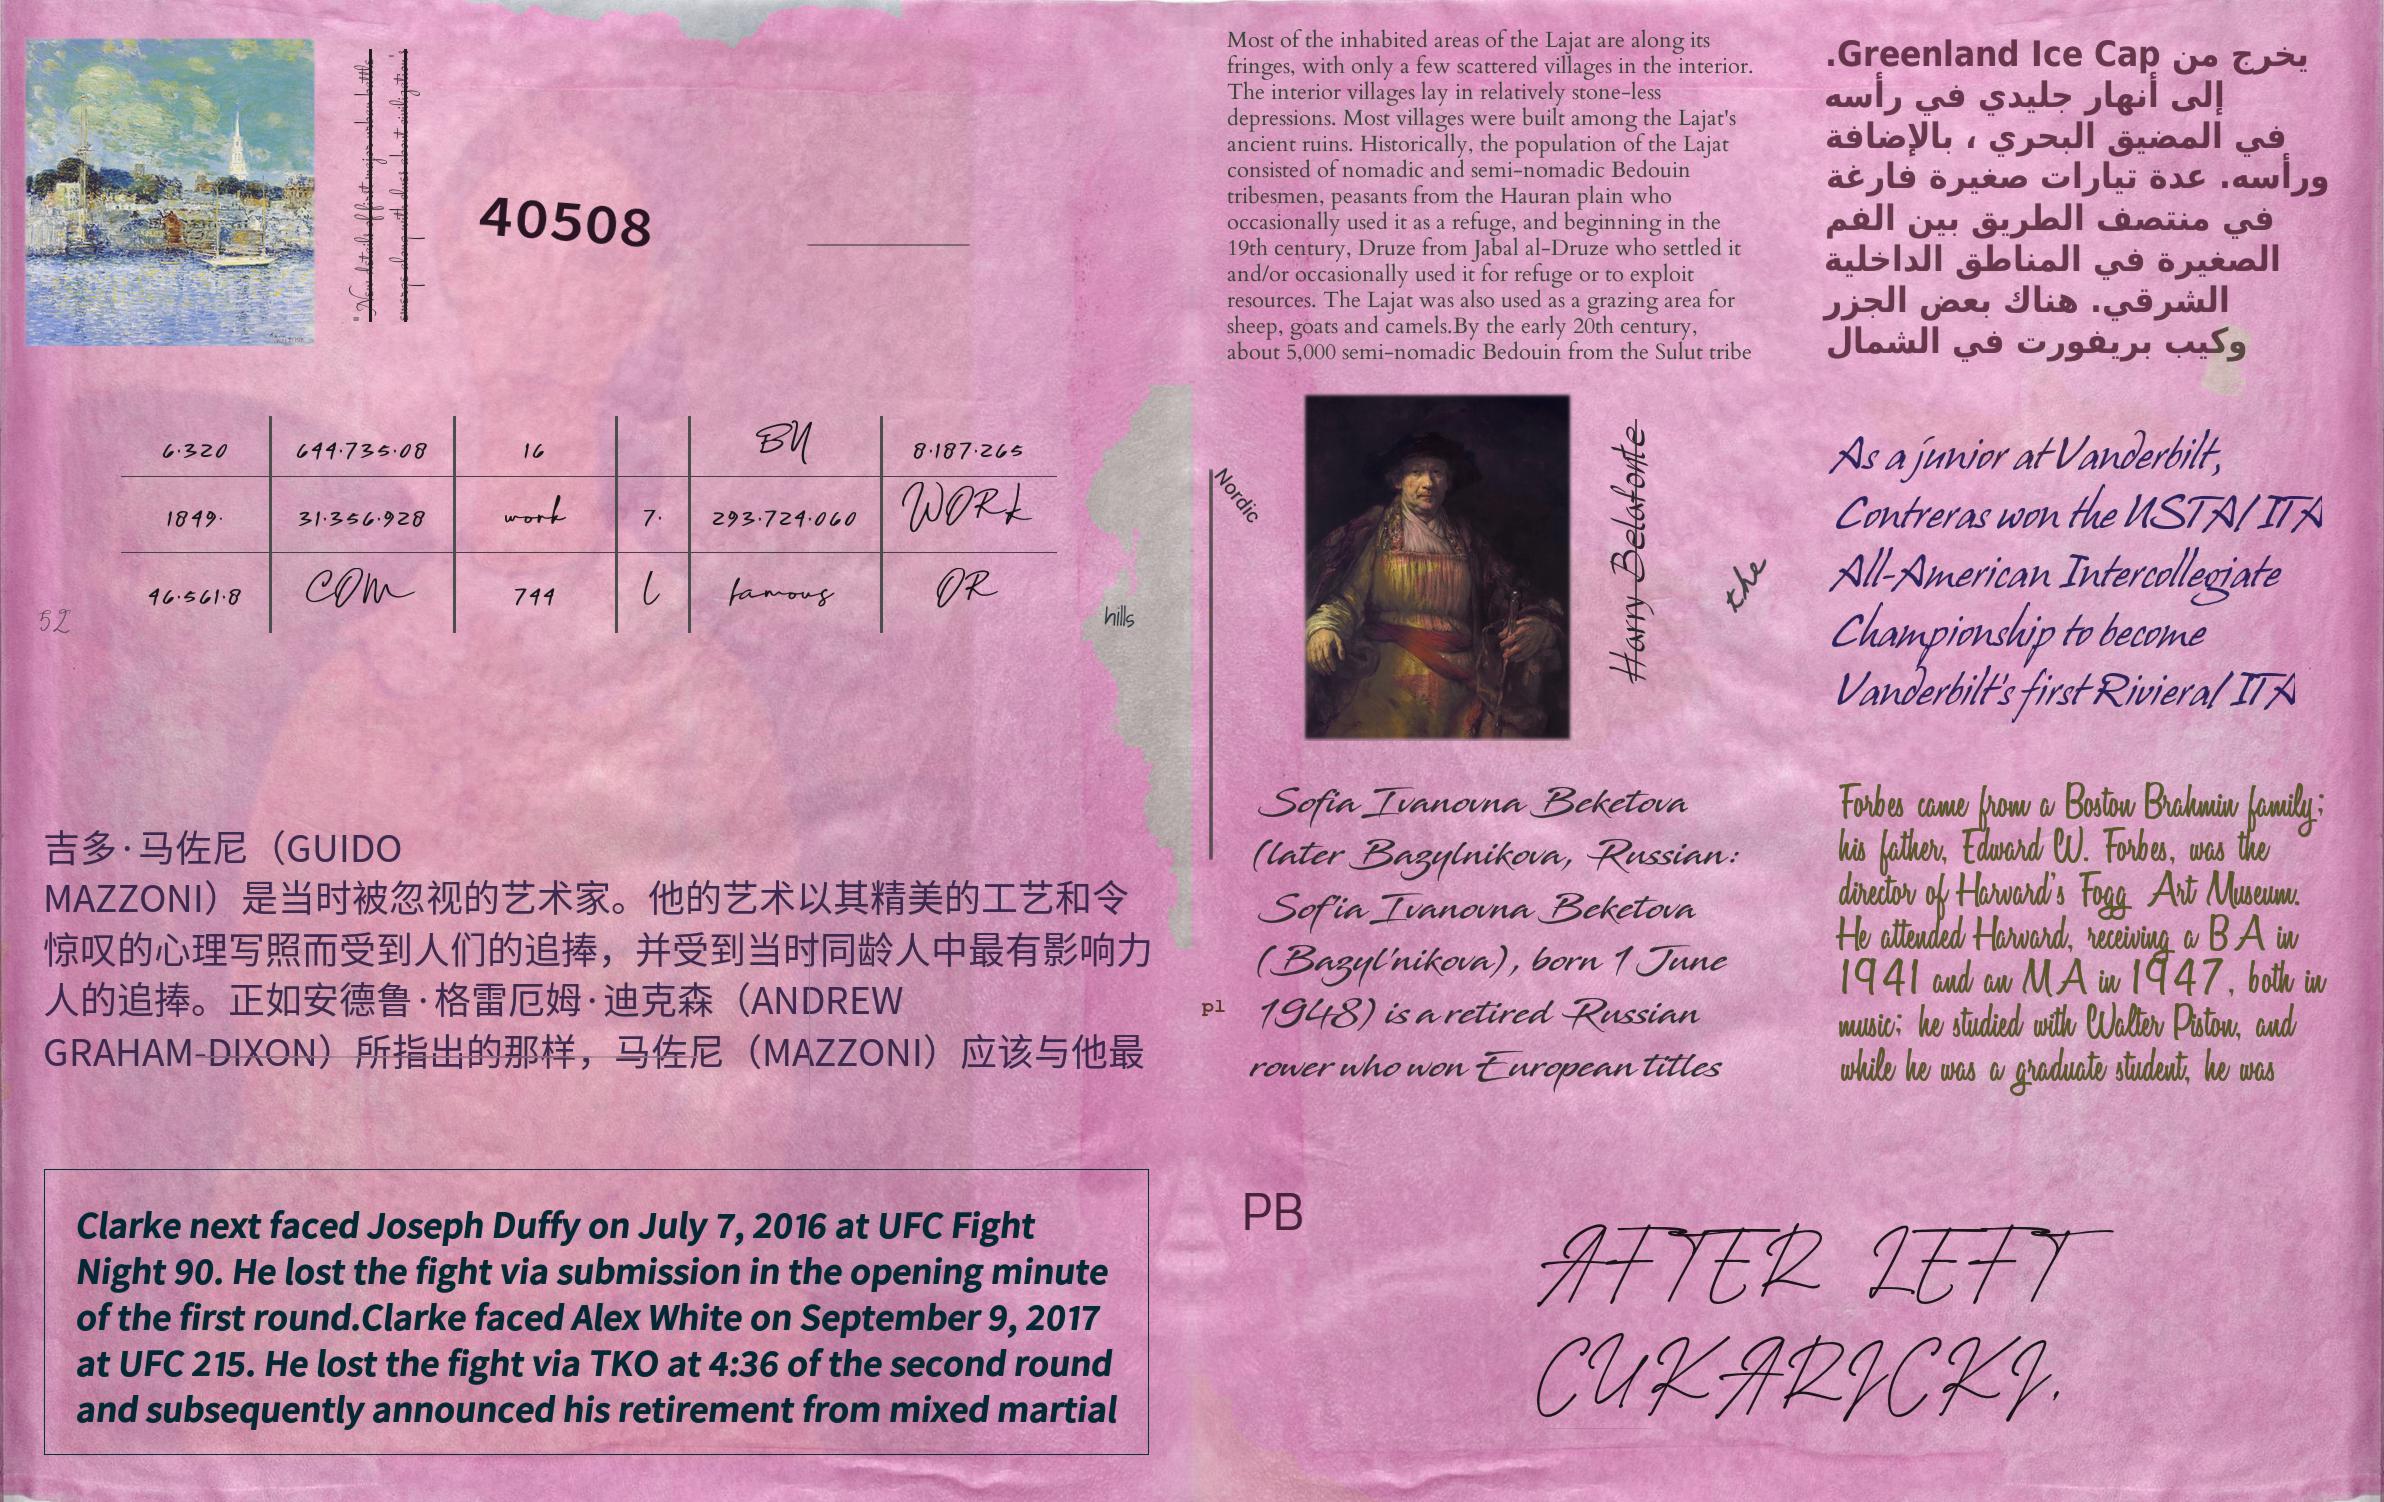 "New details of first major urban battle
emerge along with clues about civilization's
40508
6.320 644.735.08 16 BU 8.187.265
1849. 31.356.928 work 7. 293.724.060 WORK
46.561.8 COM 744 l famous OR
52
hills
吉多·马佐尼（GUIDO
MAZZONI）是当时被忽视的艺术家。他的艺术以其精美的工艺和令
惊叹的心理写照而受到人们的追捧，并受到当时同龄人中最有影响力
人的追捧。正如安德鲁·格雷厄姆·迪克森（ANDREW
GRAHAM-DIXON）所指出的那样，马佐尼（MAZZONI）应该与他最
Clarke next faced Joseph Duffy on July 7, 2016 at UFC Fight
Night 90. He lost the fight via submission in the opening minute
of the first round.Clarke faced Alex White on September 9, 2017
at UFC 215. He lost the fight via TKO at 4:36 of the second round
and subsequently announced his retirement from mixed martial
Most of the inhabited areas of the Lajat are along its
fringes, with only a few scattered villages in the interior.
The interior villages lay in relatively stone-less
depressions. Most villages were built among the Lajat's
ancient ruins. Historically, the population of the Lajat
consisted of nomadic and semi-nomadic Bedouin
tribesmen, peasants from the Hauran plain who
occasionally used it as a refuge, and beginning in the
19th century, Druze from Jabal al-Druze who settled it
and/or occasionally used it for refuge or to exploit
resources. The Lajat was also used as a grazing area for
sheep, goats and camels.By the early 20th century,
about 5,000 semi-nomadic Bedouin from the Sulut tribe
يخرج من Greenland Ice Cap.
إلى أنهار جليدي في رأسه
في المضيق البحري ، بالإضافة
ورأسه. عدة تيارات صغيرة فارغة
في منتصف الطريق بين الفم
الصغيرة في المناطق الداخلية
الشرقي. هناك بعض الجزر
وكيب بريفورت في الشمال
Nordic
Harry Belafonte
the
As a junior at Vanderbilt,
Contreras won the USTA/ ITA
All-American Intercollegiate
Championship to become
Vanderbilt's first Riviera/ ITA
Sofia Ivanovna Beketova
(later Bazylnikova, Russian:
Sofia Ivanovna Beketova
(Bazyl'nikova), born 1 June
1948) is a retired Russian
rower who won European titles
pl
Forbes came from a Boston Brahmin family;
his father, Edward W. Forbes, was the
director of Harvard's Fogg Art Museum.
He attended Harvard, receiving a BA in
1941 and an MA in 1947, both in
music; he studied with Walter Piston, and
while he was a graduate student, he was
PB
AFTER LEFT
CUKARICKI,